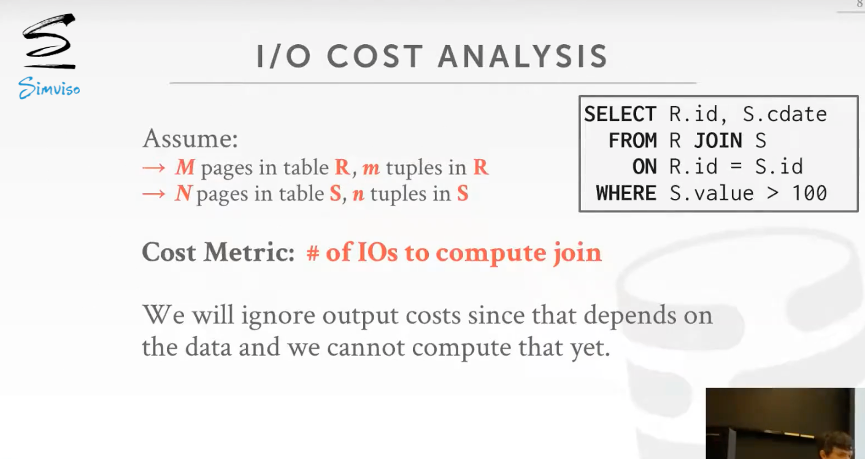 8
Simviso
I/O COST ANALYSIS
SELECT R.id, S.cdate
FROM R JOIN S
ON R.id = S.id
WHERE S.value > 100
Assume:
→ M pages in table R, m tuples in R
→ N pages in table S, n tuples in S
Cost Metric: # of IOs to compute join
We will ignore output costs since that depends on
the data and we cannot compute that yet.